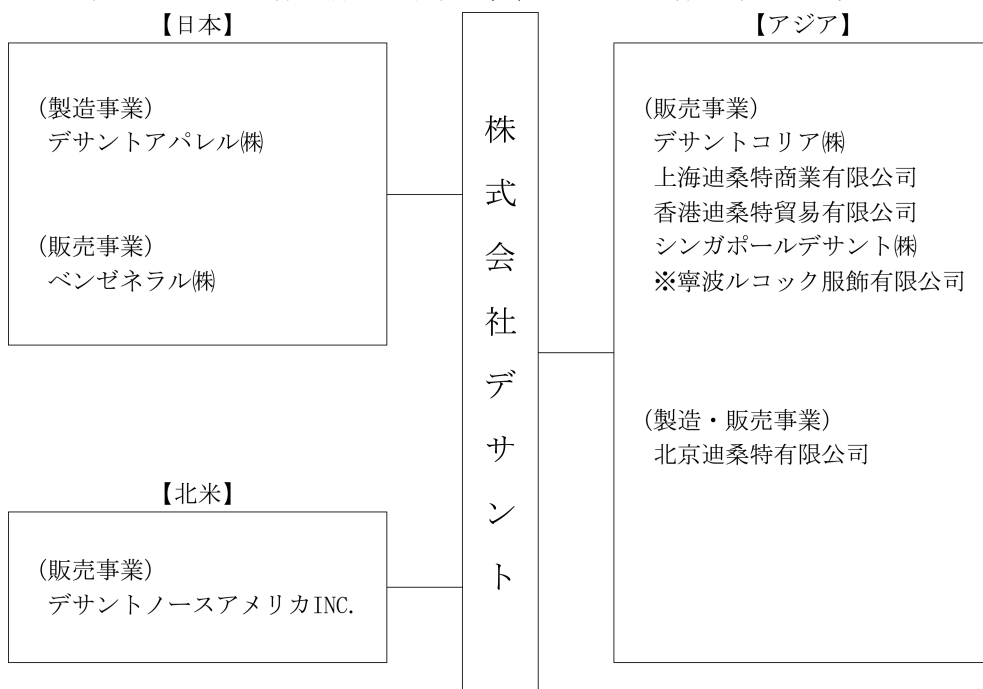 【日本】
(製造事業)
デサントアパレル㈱
(販売事業)
ベンゼネラル㈱
【北米】
(販売事業)
デサントノースアメリカINC.
株式会社デサント
【アジア】
(販売事業)
デサントコリア㈱
上海迪桑特商業有限公司
香港迪桑特貿易有限公司
シンガポールデサント㈱
※寧波ルコック服飾有限公司
(製造・販売事業)
北京迪桑特有限公司